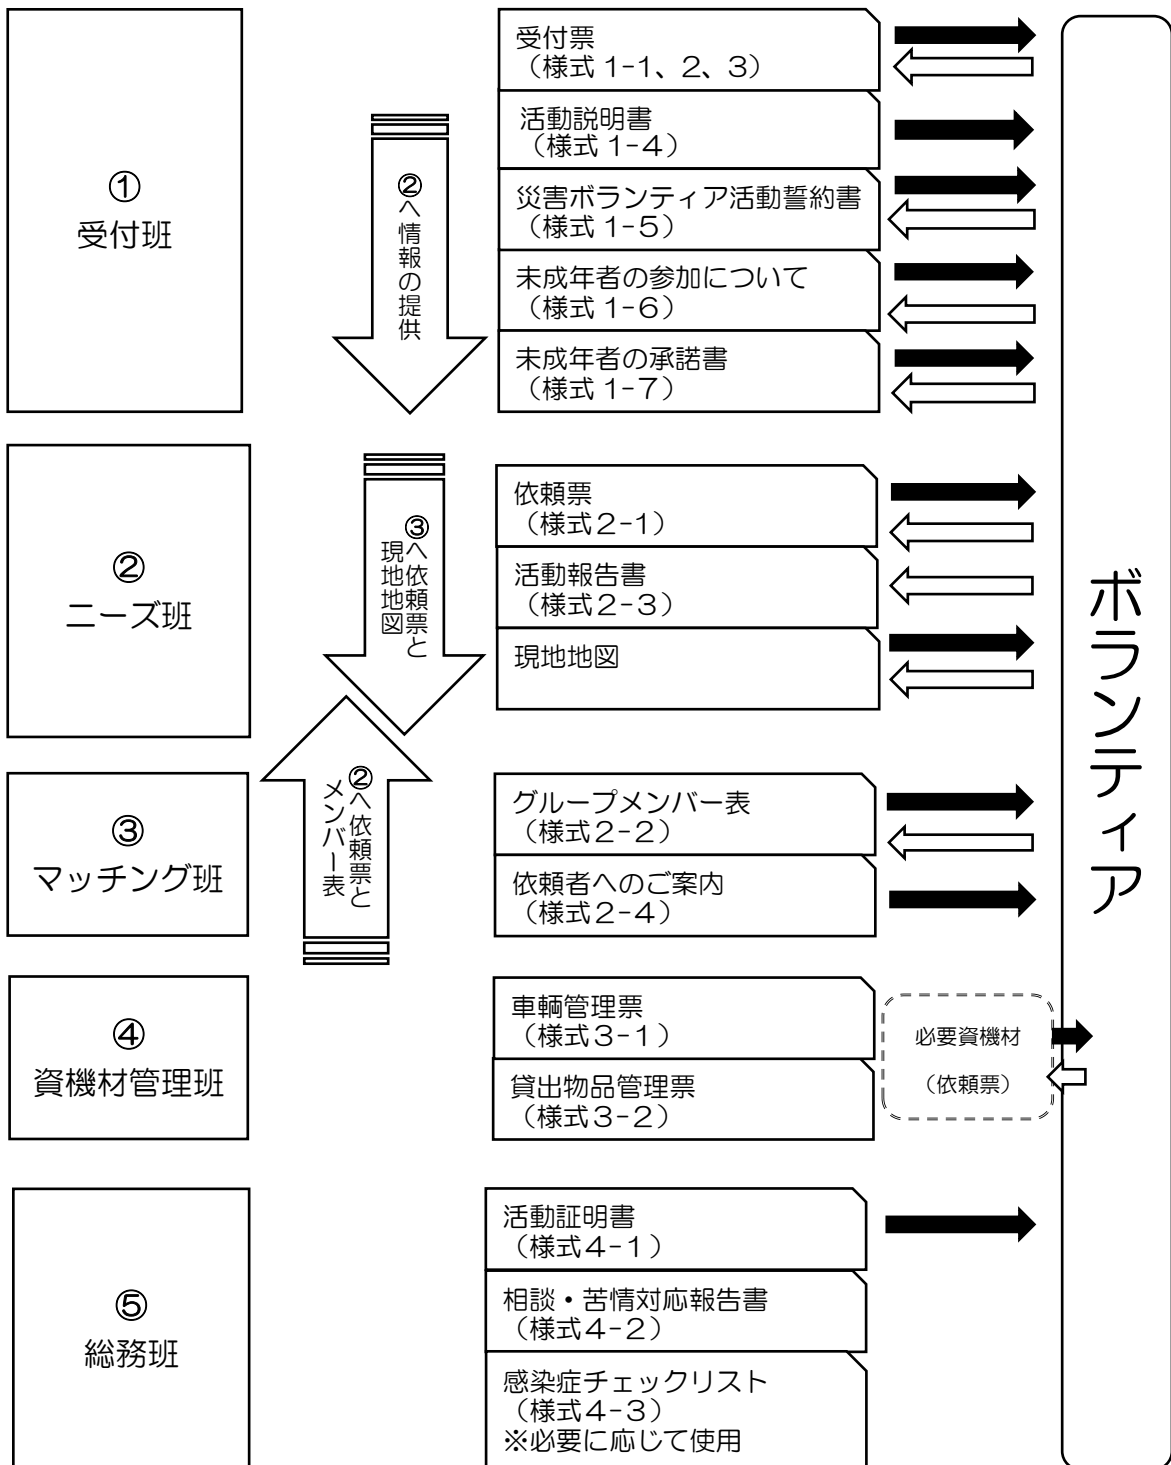 ①
受付班
②へ情報の提供
受付票
（様式 1-1、2、3）
活動説明書
（様式 1-4）
災害ボランティア活動誓約書
（様式 1-5）
未成年者の参加について
（様式 1-6）
未成年者の承諾書
（様式 1-7）
②
ニーズ班
③へ依頼票と
現地地図
依頼票
（様式２-１）
活動報告書
（様式２-３）
現地地図
③
マッチング班
②へ依頼票と
メンバー表
グループメンバー表
（様式２-２）
依頼者へのご案内
（様式２-４）
④
資機材管理班
車輌管理票
（様式３-１）
貸出物品管理票
（様式３-２）
必要資機材
（依頼票）
⑤
総務班
活動証明書
（様式４-１）
相談・苦情対応報告書
（様式４-２）
感染症チェックリスト
（様式４-３）
※必要に応じて使用
ボランティア